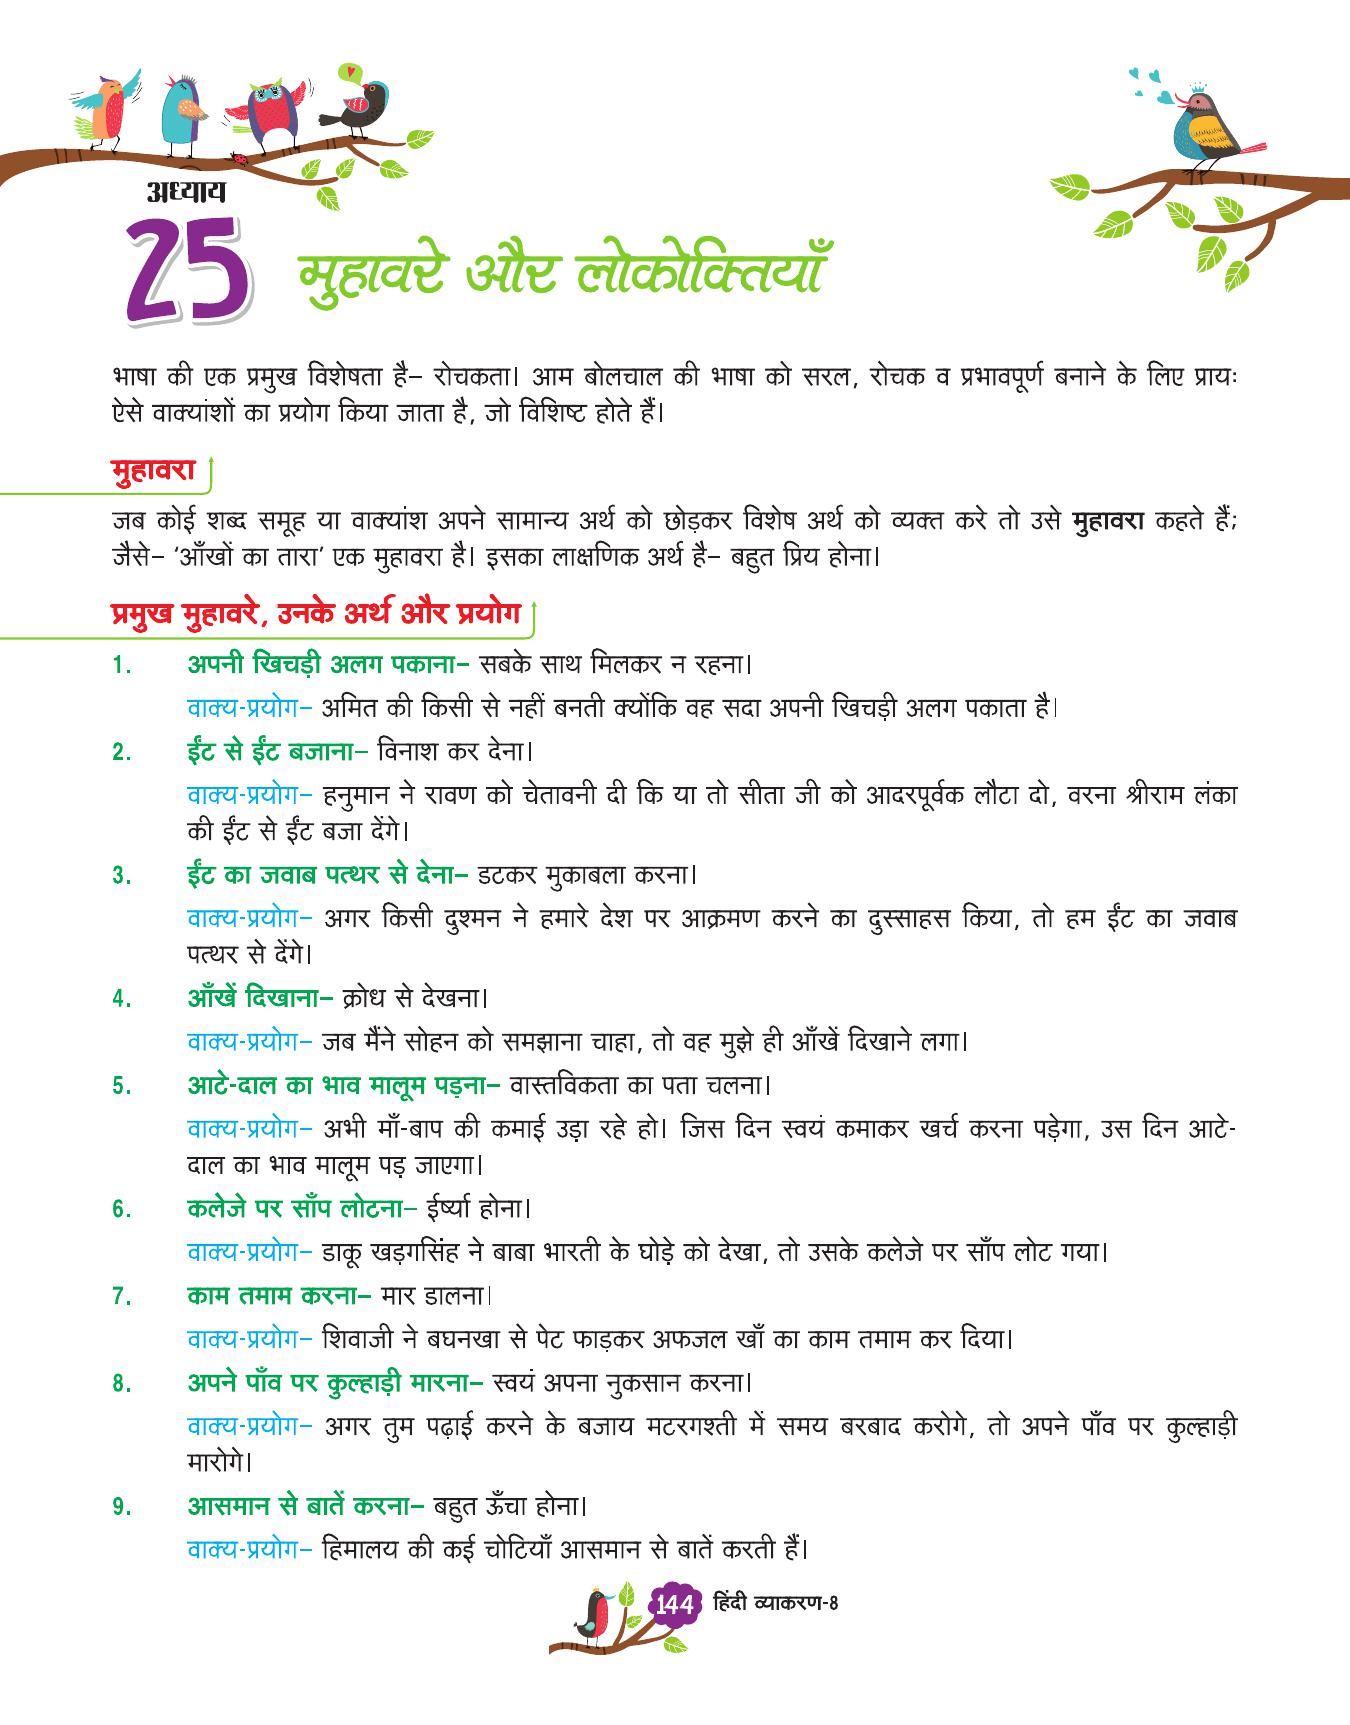 अध्याय
25
मुहावरे और लोकोक्तियाँ
भाषा की एक प्रमुख विशेषता है– रोचकता। आम बोलचाल की भाषा को सरल, रोचक व प्रभावपूर्ण बनाने के लिए प्रायः
ऐसे वाक्यांशों का प्रयोग किया जाता है, जो विशिष्ट होते हैं।
मुहावरा
जब कोई शब्द समूह या वाक्यांश अपने सामान्य अर्थ को छोड़कर विशेष अर्थ को व्यक्त करे तो उसे मुहावरा कहते हैं;
जैसे– ‘आँखों का तारा’ एक मुहावरा है। इसका लाक्षणिक अर्थ है– बहुत प्रिय होना।
प्रमुख मुहावरे, उनके अर्थ और प्रयोग
1. अपनी खिचड़ी अलग पकाना– सबके साथ मिलकर न रहना।
वाक्य-प्रयोग– अमित की किसी से नहीं बनती क्योंकि वह सदा अपनी खिचड़ी अलग पकाता है।
2. ईंट से ईंट बजाना– विनाश कर देना।
वाक्य-प्रयोग– हनुमान ने रावण को चेतावनी दी कि या तो सीता जी को आदरपूर्वक लौटा दो, वरना श्रीराम लंका
की ईंट से ईंट बजा देंगे।
3. ईंट का जवाब पत्थर से देना– डटकर मुकाबला करना।
वाक्य-प्रयोग– अगर किसी दुश्मन ने हमारे देश पर आक्रमण करने का दुस्साहस किया, तो हम ईंट का जवाब
पत्थर से देंगे।
4. आँखें दिखाना– क्रोध से देखना।
वाक्य-प्रयोग– जब मैंने सोहन को समझाना चाहा, तो वह मुझे ही आँखें दिखाने लगा।
5. आटे-दाल का भाव मालूम पड़ना– वास्तविकता का पता चलना।
वाक्य-प्रयोग– अभी माँ-बाप की कमाई उड़ा रहे हो। जिस दिन स्वयं कमाकर खर्च करना पड़ेगा, उस दिन आटे-
दाल का भाव मालूम पड़ जाएगा।
6. कलेजे पर साँप लोटना– ईर्ष्या होना।
वाक्य-प्रयोग– डाकू खड़गसिंह ने बाबा भारती के घोड़े को देखा, तो उसके कलेजे पर साँप लोट गया।
7. काम तमाम करना– मार डालना।
वाक्य-प्रयोग– शिवाजी ने बघनखा से पेट फाड़कर अफजल खाँ का काम तमाम कर दिया।
8. अपने पाँव पर कुल्हाड़ी मारना– स्वयं अपना नुकसान करना।
वाक्य-प्रयोग– अगर तुम पढ़ाई करने के बजाय मटरगश्ती में समय बरबाद करोगे, तो अपने पाँव पर कुल्हाड़ी
मारोगे।
9. आसमान से बातें करना– बहुत ऊँचा होना।
वाक्य-प्रयोग– हिमालय की कई चोटियाँ आसमान से बातें करती हैं।
144 हिंदी व्याकरण-8